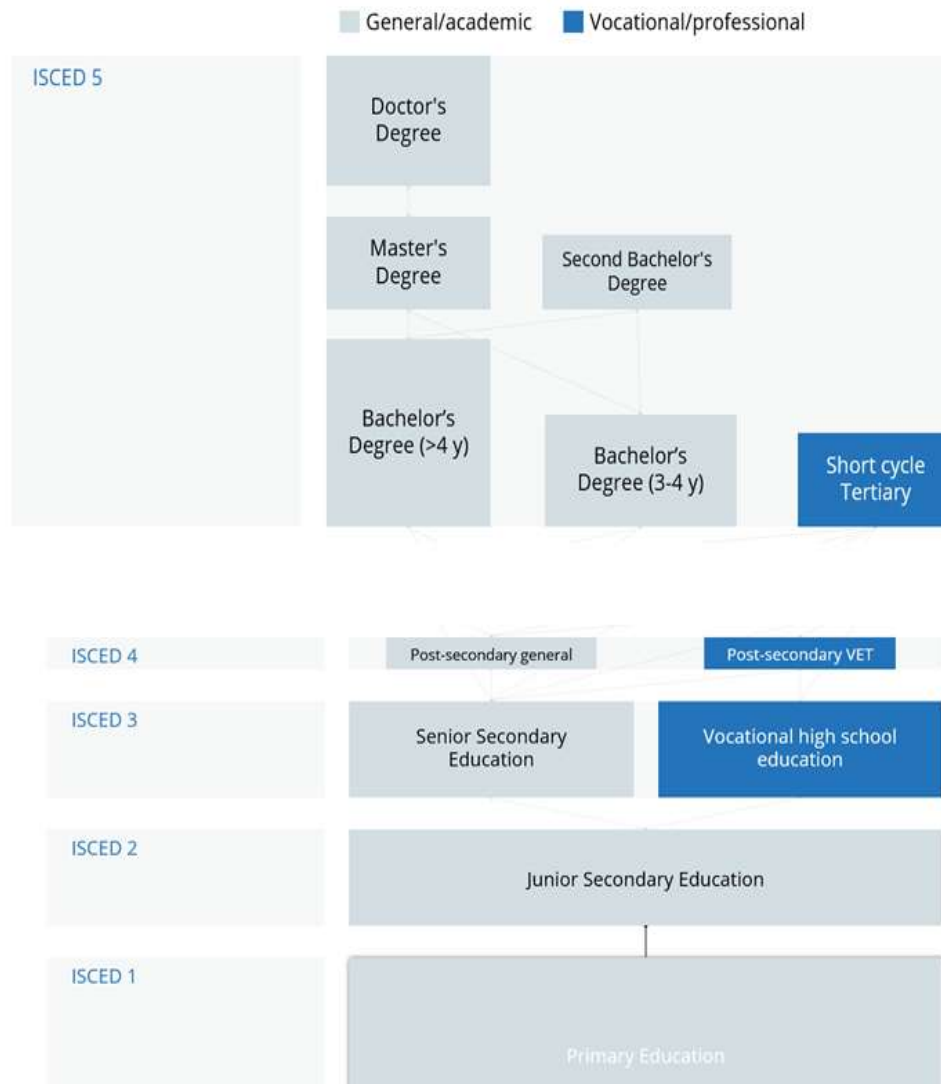 General/academic
Vocational/professional
ISCED 5
Doctor's
Degree
Master's
Degree
Second Bachelor's
Degree
Bachelor’s
Degree (>4 y)
Bachelor’s
Degree (3-4 y)
Short cycle
Tertiary
ISCED 4
Post-secondary general
Post-secondary VET
ISCED 3
Senior Secondary
Education
Vocational high school
education
ISCED 2
Junior Secondary Education
ISCED 1
Primary Education